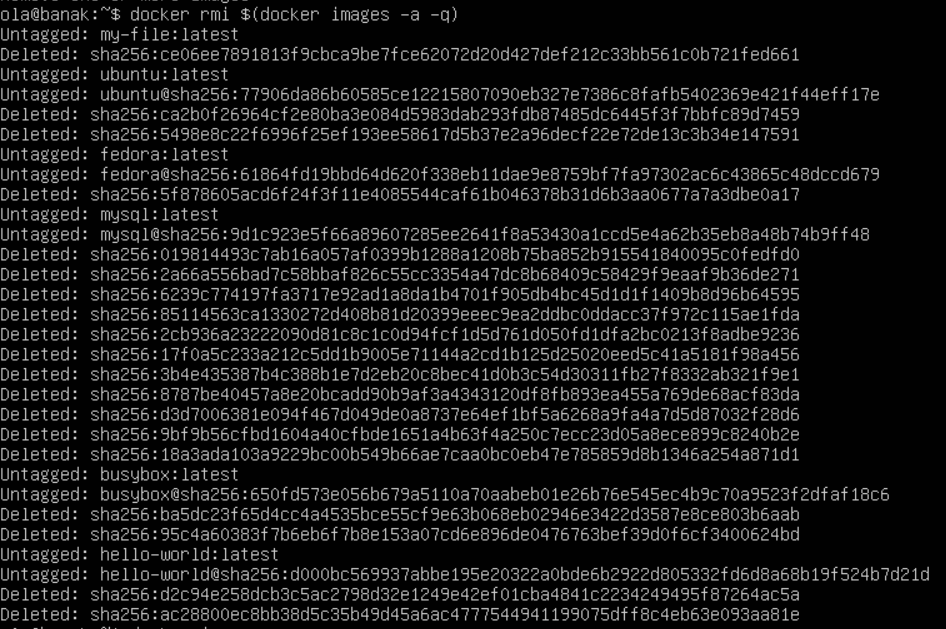 ola@banak:~$ docker rmi $(docker images -a -q)
Untagged: my-file:latest
Deleted: sha256:ce06ee7891813f9cbca9be7fce62072d20d427def212c33bb561c0b721fed661
Untagged: ubuntu:latest
Untagged: ubuntu@sha256:77906da86b60585ce12215807090eb327e7386c8fafb5402369e421f44eff17e
Deleted: sha256:ca2b0f26964cf2e80ba3e084d5983dab293fdb87485dc6445f3f7bbfc89d7459
Deleted: sha256:5498e8c22f6996f25ef193ee58617d5b37e2a96decf22e72de13c3b34e147591
Untagged: fedora:latest
Untagged: fedora@sha256:61864fd19bbd64d620f338eb11dae9e8759bf7fa97302ac6c43865c48dccd679
Deleted: sha256:5f878605acd6f24f3f11e4085544caf61b046378b31d6b3aa0677a7a3dbe0a17
Untagged: mysql:latest
Untagged: mysql@sha256:9d1c923e5f66a89607285ee2641f8a53430a1ccd5e4a62b35eb8a48b74b9ff48
Deleted: sha256:019814493c7ab16a057af0399b1288a1208b75ba852b915541840095c0fedfd0
Deleted: sha256:2a66a556bad7c58bbaf826c55cc3354a47dc8b68409c58429f9eaaf9b36de271
Deleted: sha256:6239c774197fa3717e92ad1a8da1b4701f905db4bc45d1d1f1409b8d96b64595
Deleted: sha256:85114563ca1330272d408b81d20399eeec9ea2ddbc0ddacc37f972c115ae1fda
Deleted: sha256:2cb936a23222090d81c8c1c0d94fcf1d5d761d050fd1dfa2bc0213f8adbe9236
Deleted: sha256:17f0a5c233a212c5dd1b9005e71144a2cd1b125d25020eed5c41a5181f98a456
Deleted: sha256:3b4e435387b4c388b1e7d2eb20c8bec41d0b3c54d30311fb27f8332ab321f9e1
Deleted: sha256:8787be40457a8e20bcadd90b9af3a4343120df8fb893ea455a769de68acf83da
Deleted: sha256:d3d7006381e094f467d049de0a8737e64ef1bf5a6268a9fa4a7d5d87032f28d6
Deleted: sha256:9bf9b56cfbd1604a40cfbde1651a4b63f4a250c7ecc23d05a8ece899c8240b2e
Deleted: sha256:18a3ada103a9229bc00b549b66ae7caa0bc0eb47e785859d8b1346a254a871d1
Untagged: busybox:latest
Untagged: busybox@sha256:650fd573e056b679a5110a70aabeb01e26b76e545ec4b9c70a9523f2dfaf18c6
Deleted: sha256:ba5dc23f65d4cc4a4535bce55cf9e63b068eb02946e3422d3587e8ce803b6aab
Deleted: sha256:95c4a60383f7b6eb6f7b8e153a07cd6e896de0476763bef39d0f6cf3400624bd
Untagged: hello-world:latest
Untagged: hello-world@sha256:d000bc569937abbe195e20322a0bde6b2922d805332fd6d8a68b19f524b7d21d
Deleted: sha256:d2c94e258dcb3c5ac2798d32e1249e42ef01cba4841c2234249495f87264ac5a
Deleted: sha256:ac28800ec8bb38d5c35b49d45a6ac4777544941199075dff8c4eb63e093aa81e